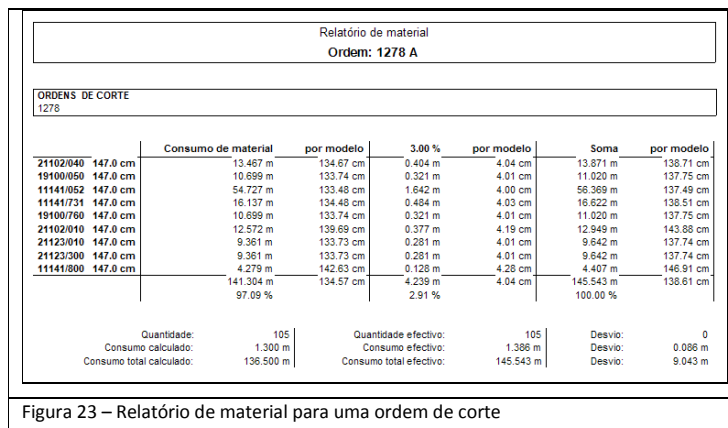 Relatório de material
Ordem: 1278 A
ORDENS DE CORTE
1278
Consumo de material por modelo 3.00 % por modelo Soma por modelo
21102/040 147.0 cm 13.467 m 134.67 cm 0.404 m 4.04 cm 13.871 m 138.71 cm
19100/050 147.0 cm 10.699 m 133.74 cm 0.321 m 4.01 cm 11.020 m 137.75 cm
11141/052 147.0 cm 54.727 m 133.48 cm 1.642 m 4.00 cm 56.369 m 137.49 cm
11141/731 147.0 cm 16.137 m 134.48 cm 0.484 m 4.03 cm 16.622 m 138.51 cm
19100/760 147.0 cm 10.699 m 133.74 cm 0.321 m 4.01 cm 11.020 m 137.75 cm
21102/010 147.0 cm 12.572 m 139.69 cm 0.377 m 4.19 cm 12.949 m 143.88 cm
21123/010 147.0 cm 9.361 m 133.73 cm 0.281 m 4.01 cm 9.642 m 137.74 cm
21123/300 147.0 cm 9.361 m 133.73 cm 0.281 m 4.01 cm 9.642 m 137.74 cm
11141/800 147.0 cm 4.279 m 142.63 cm 0.128 m 4.28 cm 4.407 m 146.91 cm
141.304 m 134.57 cm 4.239 m 4.04 cm 145.543 m 138.61 cm
97.09 % 2.91 % 100.00 %
Quantidade: 105 Quantidade efectivo: 105 Desvio: 0
Consumo calculado: 1.300 m Consumo efectivo: 1.386 m Desvio: 0.086 m
Consumo total calculado: 136.500 m Consumo total efectivo: 145.543 m Desvio: 9.043 m
Figura 23 – Relatório de material para uma ordem de corte